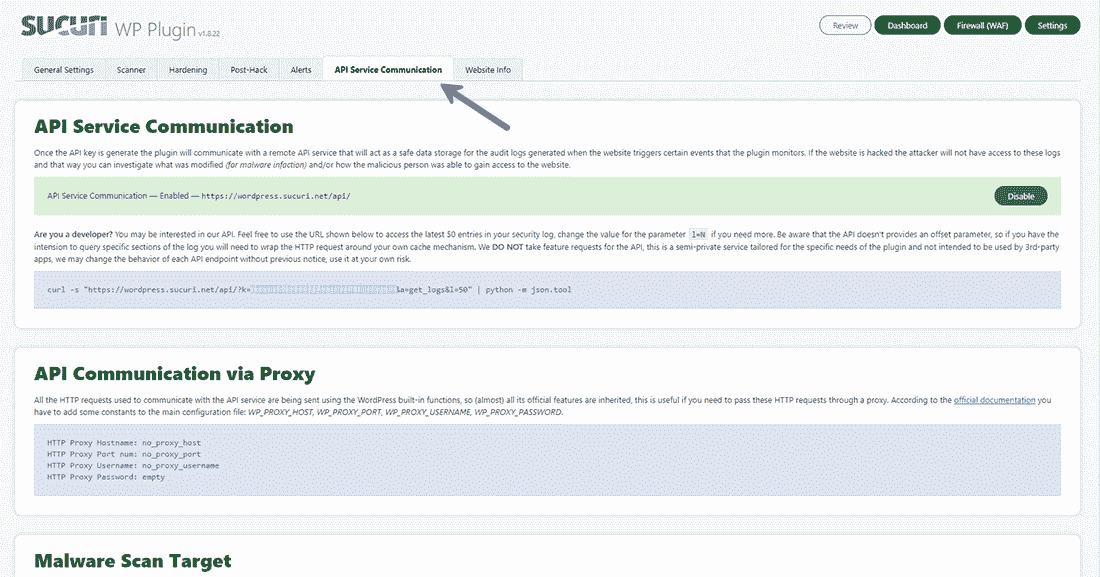 SUCURI WP Plugin v1.8.22
Review Dashboard Firewall (WAF) Settings
General Settings Scanner Hardening Post-Hack Alerts API Service Communication Website Info
API Service Communication
Once the API key is generate the plugin will communicate with a remote API service that will act as a safe data storage for the audit logs generated when the website triggers certain events that the plugin monitors. If the website is hacked the attacker will not have access to these logs
and that way you can investigate what was modified (for malware infaction) and/or how the malicious person was able to gain access to the website.
API Service Communication — Enabled — https://wordpress.sucuri.net/api/
Disable
Are you a developer? You may be interested in our API. Feel free to use the URL shown below to access the latest 50 entries in your security log, change the value for the parameter l=N if you need more. Be aware that the API doesn't provides an offset parameter, so if you have the
intension to query specific sections of the log you will need to wrap the HTTP request around your own cache mechanism. We DO NOT take feature requests for the API, this is a semi-private service tailored for the specific needs of the plugin and not intended to be used by 3rd-party
apps, we may change the behavior of each API endpoint without previous notice, use it at your own risk.
curl -s "https://wordpress.sucuri.net/api/?k= &a=get_logs&l=50" | python -m json.tool
API Communication via Proxy
All the HTTP requests used to communicate with the API service are being sent using the WordPress built-in functions, so (almost) all its official features are inherited, this is useful if you need to pass these HTTP requests through a proxy. According to the official documentation you
have to add some constants to the main configuration file: WP_PROXY_HOST, WP_PROXY_PORT, WP_PROXY_USERNAME, WP_PROXY_PASSWORD.
HTTP Proxy Hostname: no_proxy_host
HTTP Proxy Port num: no_proxy_port
HTTP Proxy Username: no_proxy_username
HTTP Proxy Password: empty
Malware Scan Target